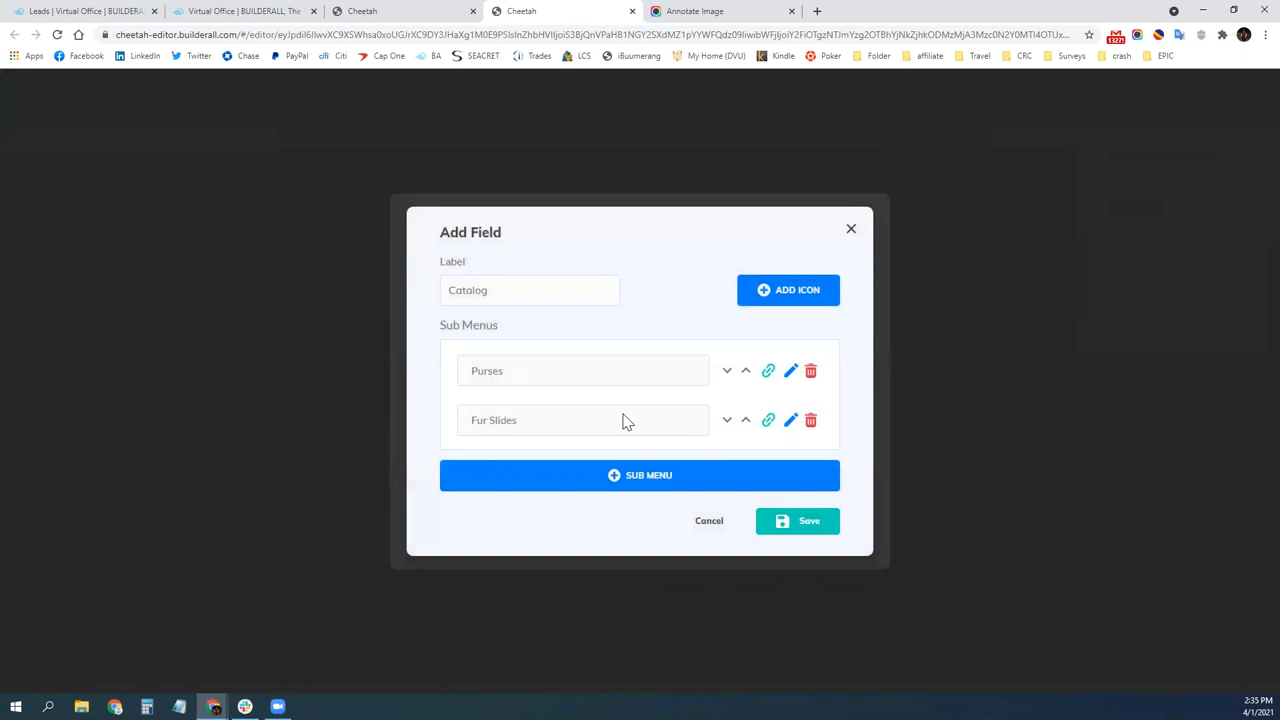 Leads | Virtual Office | BUILDERALL
Virtual Office | BUILDERALL, The
Cheetah
Cheetah
Annotate Image
Apps
Facebook
LinkedIn
Twitter
Chase
PayPal
Citi
Cap One
BA
SEACRET
Trades
LCS
iBuumerang
My Home (DVU)
Kindle
Poker
Folder
affiliate
Travel
CRC
Surveys
crash
EPIC
Add Field
Label
Catalog
ADD ICON
Sub Menus
Purses
Fur Slides
SUB MENU
Cancel
Save
2:35 PM
4/1/2021